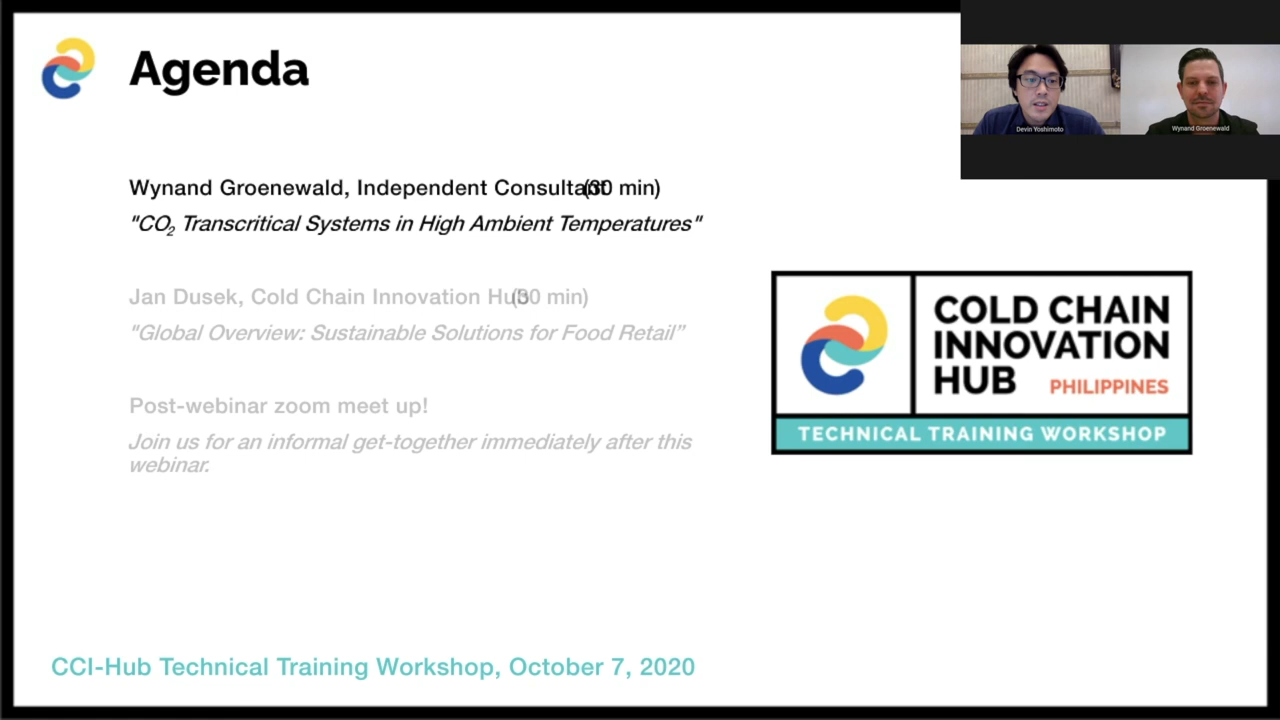 Agenda
Devin Yoshimoto
Wynand Groenewald
Wynand Groenewald, Independent Consultant (30 min)
"CO₂ Transcritical Systems in High Ambient Temperatures"
Jan Dusek, Cold Chain Innovation Hub (30 min)
"Global Overview: Sustainable Solutions for Food Retail”
Post-webinar zoom meet up!
Join us for an informal get-together immediately after this
webinar.
COLD CHAIN
INNOVATION
HUB PHILIPPINES
TECHNICAL TRAINING WORKSHOP
CCI-Hub Technical Training Workshop, October 7, 2020